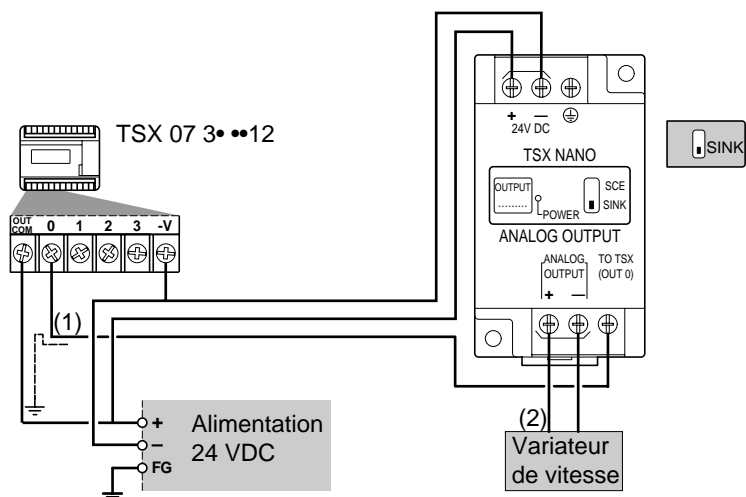 TSX 07 3• ••12
OUT COM 0 1 2 3 -V
(1)
+ Alimentation
– 24 VDC
FG
+ —
24V DC
TSX NANO
OUTPUT
.........
POWER
SCE
SINK
ANALOG OUTPUT
ANALOG OUTPUT
TO TSX (OUT 0)
+ —
SINK
(2)
Variateur
de vitesse